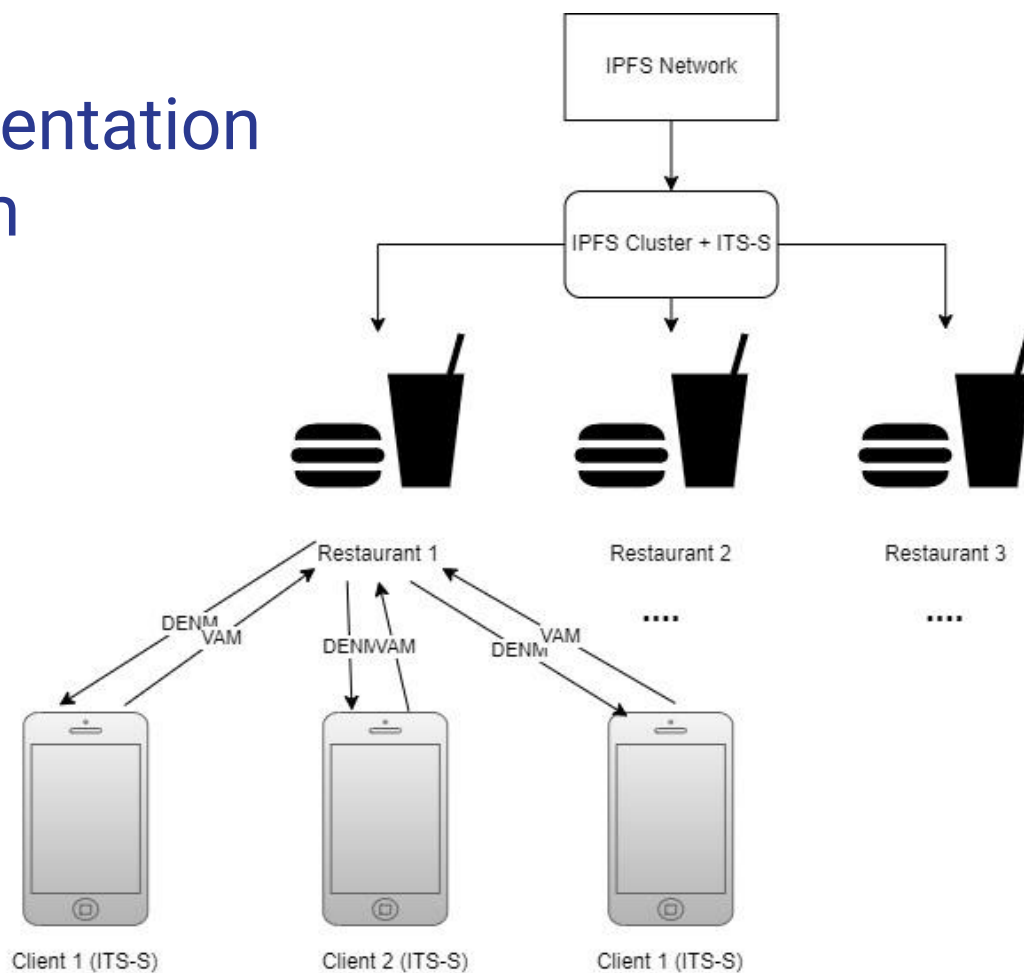 entation
n
IPFS Network
IPFS Cluster + ITS-S
Restaurant 1
Restaurant 2
Restaurant 3
....
....
DENM
VAM
DENM
VAM
DENM
VAM
Client 1 (ITS-S)
Client 2 (ITS-S)
Client 1 (ITS-S)